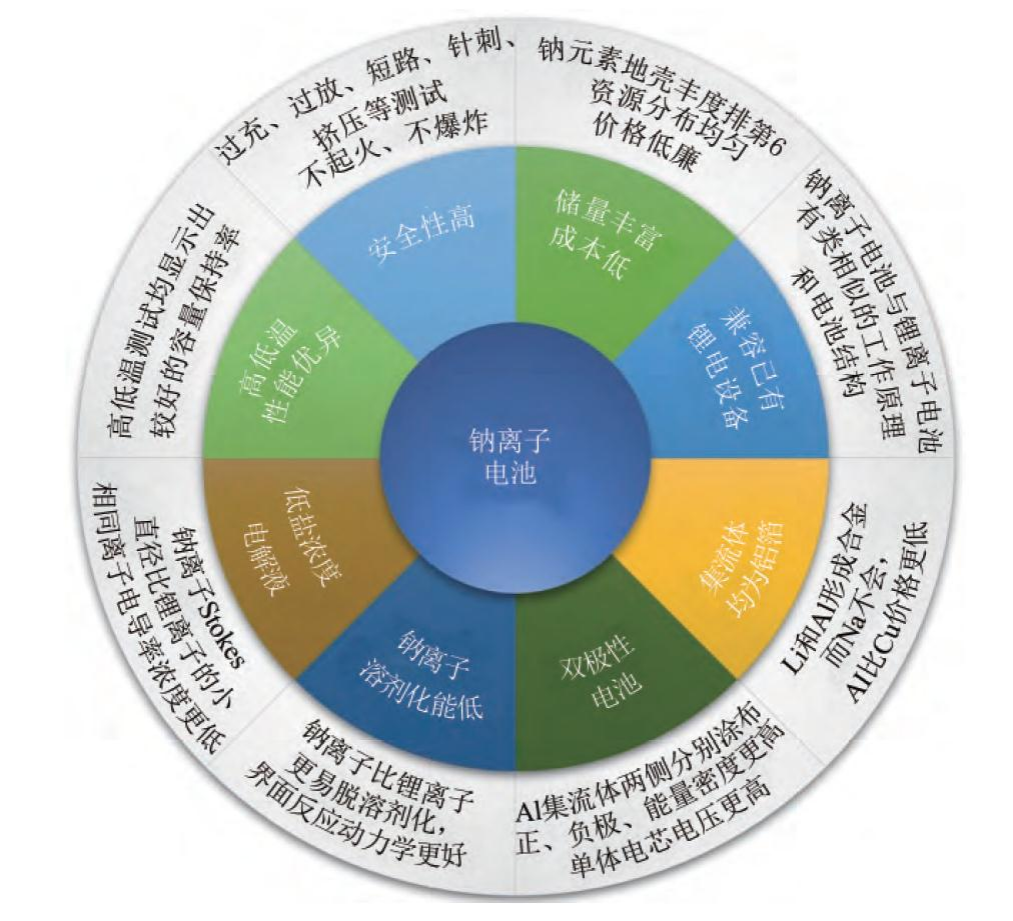 钠离子
电池
储量丰富
成本低
钠元素地壳丰度排第6
资源分布均匀
价格低廉
兼容已有
锂电设备
钠离子电池与锂离子电池
有类相似的工作原理
和电池结构
集流体
均为铝箔
Li和Al形成合金
而Na不会,
Al比Cu价格更低
双极性
电池
Al集流体两侧分别涂布
正、负极、能量密度更高
单体电芯电压更高
钠离子
溶剂化能低
钠离子比锂离子
更易脱溶剂化,
界面反应动力学更好
低盐浓度
电解液
钠离子Stokes
直径比锂离子的小
相同离子电导率浓度更低
高低温
性能优异
高低温测试均显示出
较好的容量保持率
安全性高
过充、过放、短路、针刺、
挤压等测试
不起火、不爆炸